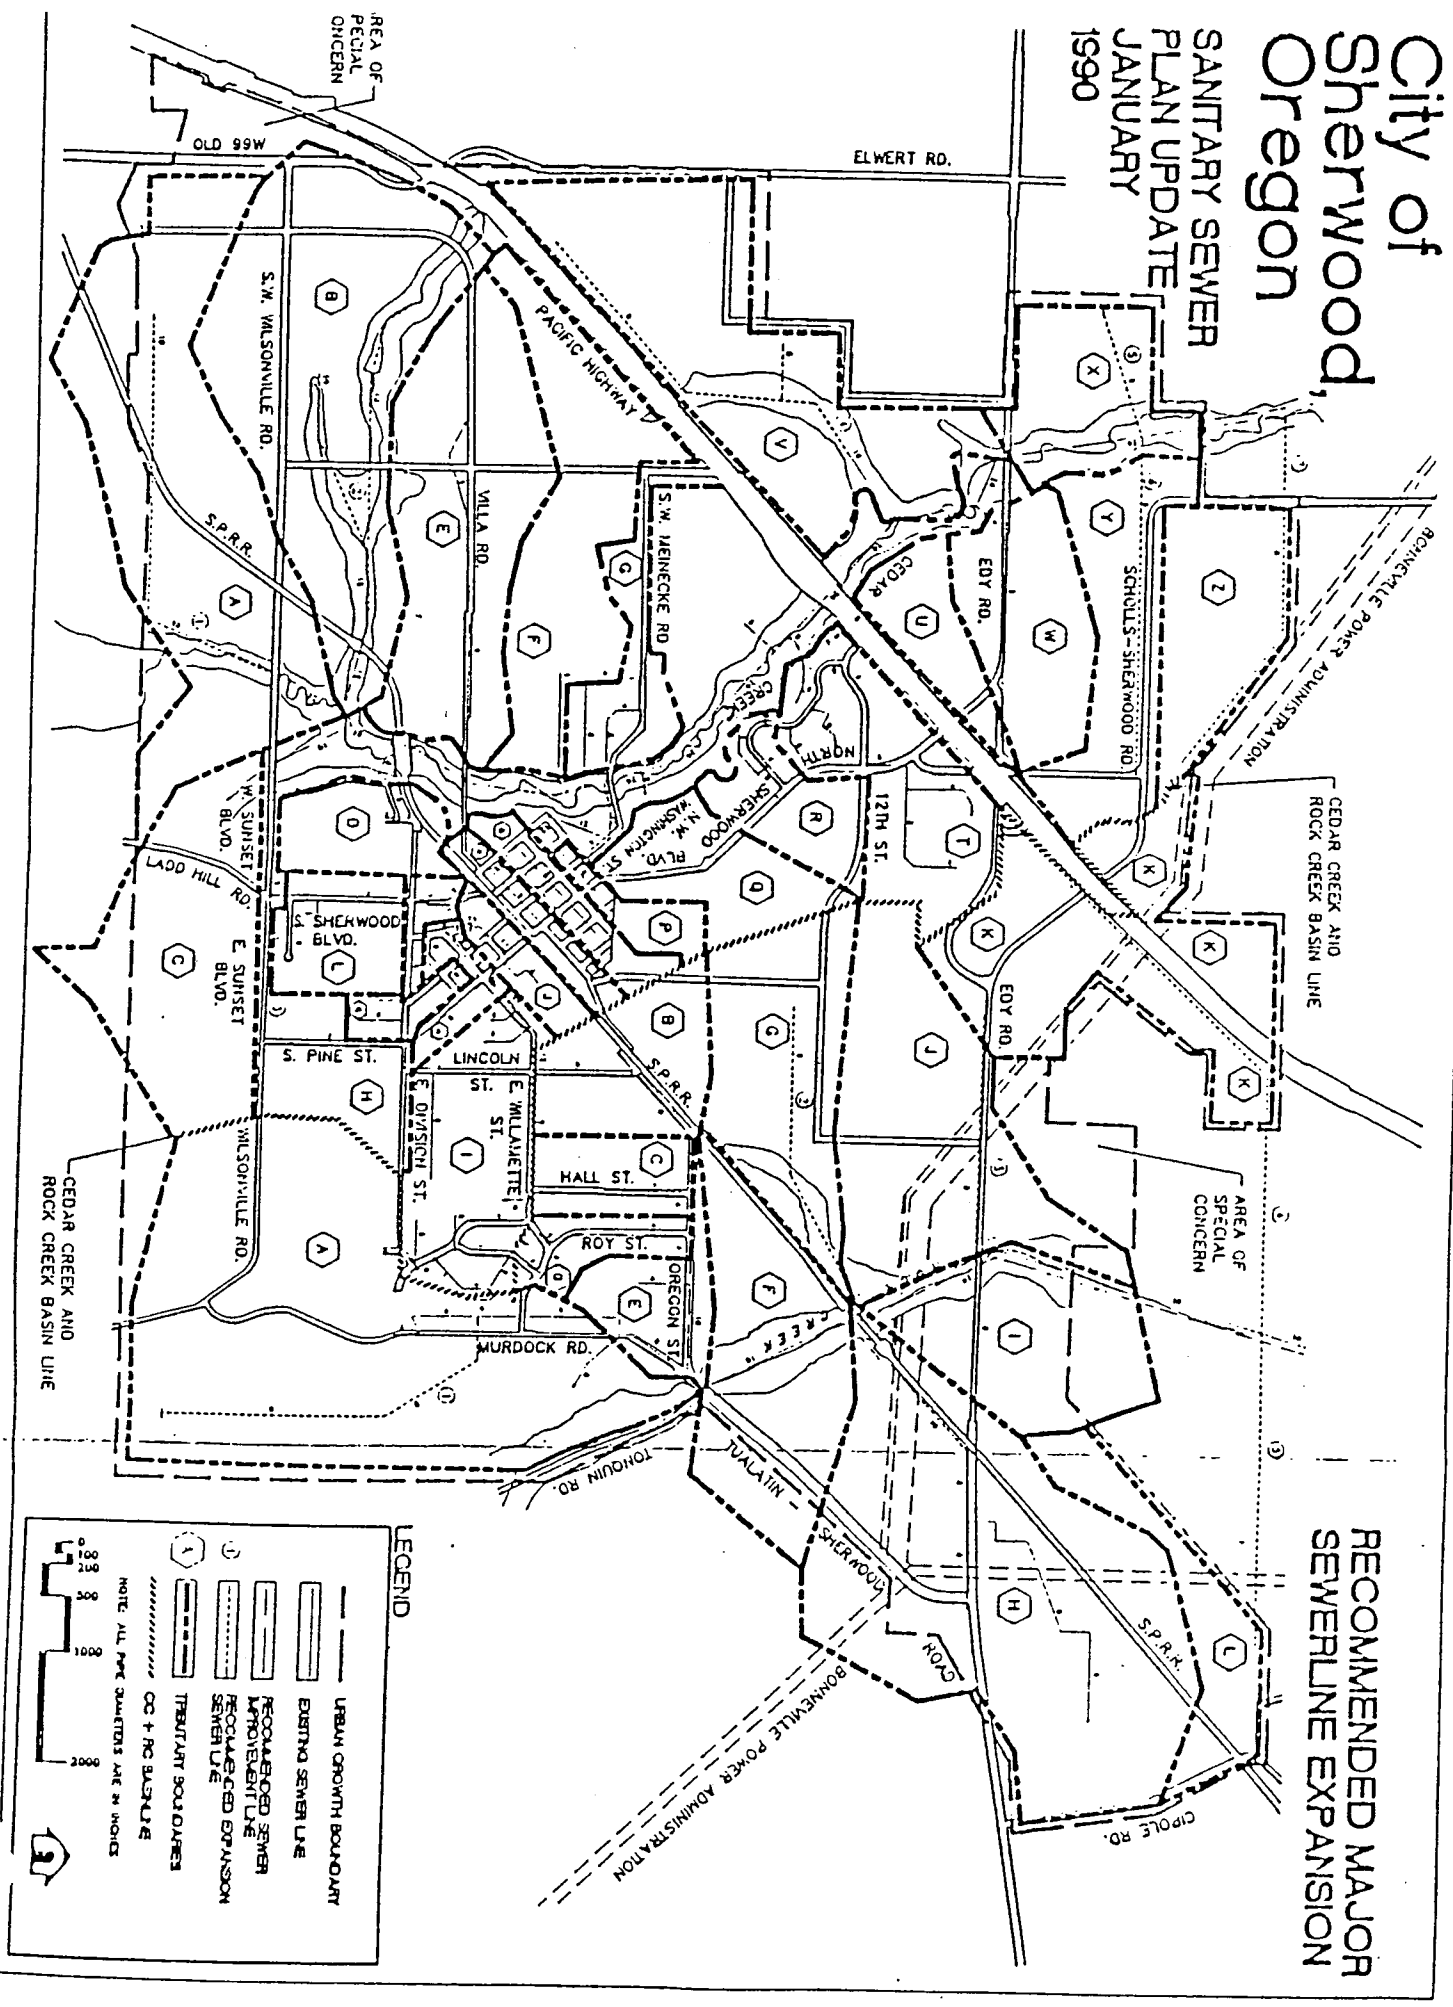 City of
Sherwood,
Oregon
SANITARY SEWER
PLAN UPDATE
JANUARY
1990
RECOMMENDED MAJOR
SEWERLINE EXPANSION
REA OF
PECIAL
ONCERN
OLD 99W
ELWERT RD.
S.W. WILSONVILLE RD.
PACIFIC HIGHWAY
S.P.R.R.
VILLA RD.
S.W. MEINECKE RD
CEDAR
CREEK
EDY RD.
SCHOLLS-SHERWOOD RD.
BONNEVILLE POWER ADMINISTRATION
CEDAR CREEK AND
ROCK CREEK BASIN LINE
NORTH
SHERWOOD
BLVD.
N.W.
WASHINGTON ST.
12TH ST.
W. SUNSET
BLVD.
LADD HILL RD.
E. SUNSET
BLVD.
S. SHERWOOD
BLVD.
S. PINE ST.
LINCOLN
ST.
E. WILLAMETTE
ST.
E. DIVISION ST.
S.P.R.R.
EDY RD.
HALL ST.
ROY ST.
OREGON ST.
MURDOCK RD.
WILSONVILLE RD.
CEDAR CREEK AND
ROCK CREEK BASIN LINE
AREA OF
SPECIAL
CONCERN
CREEK
TONQUIN RD.
TUALATIN -
SHERWOOD
ROAD
S.P.R.R.
CIPOLE RD.
BONNEVILLE POWER ADMINISTRATION
X
B
V
E
Y
Z
A
G
F
U
W
D
R
T
K
Q
P
K
K
C
L
J
B
G
J
K
H
I
C
A
E
F
I
H
L
LEGEND
URBAN GROWTH BOUNDARY
EXISTING SEWER LINE
RECOMMENDED SEWER
IMPROVEMENT LINE
RECOMMENDED EXPANSION
SEWER LINE
TRIBUTARY BOUNDARIES
CC + RC BASINLINE
NOTE: ALL PIPE DIAMETERS ARE IN INCHES
0
100
200
500
1000
2000